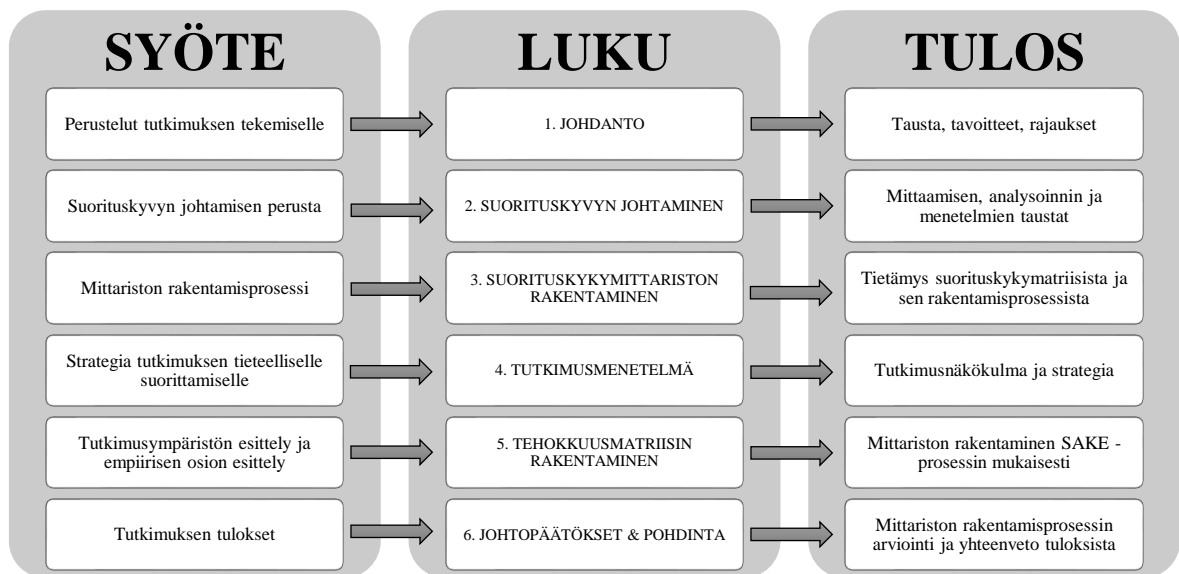 SYÖTE
LUKU
TULOS
Perustelut tutkimuksen tekemiselle
1. JOHDANTO
Tausta, tavoitteet, rajaukset
Suorituskyvyn johtamisen perusta
2. SUORITUSKYVYN JOHTAMINEN
Mittaamisen, analysoinnin ja
menetelmien taustat
Mittariston rakentamisprosessi
3. SUORITUSKYKYMITTARISTON
RAKENTAMINEN
Tietämys suorituskykymatriisista ja
sen rakentamisprosessista
Strategia tutkimuksen tieteelliselle
suorittamiselle
4. TUTKIMUSMENETELMÄ
Tutkimusnäkökulma ja strategia
Tutkimusympäristön esittely ja
empiirisen osion esittely
5. TEHOKKUUSMATRIISIN
RAKENTAMINEN
Mittariston rakentaminen SAKE -
prosessin mukaisesti
Tutkimuksen tulokset
6. JOHTOPÄÄTÖKSET & POHDINTA
Mittariston rakentamisprosessin
arviointi ja yhteenveto tuloksista